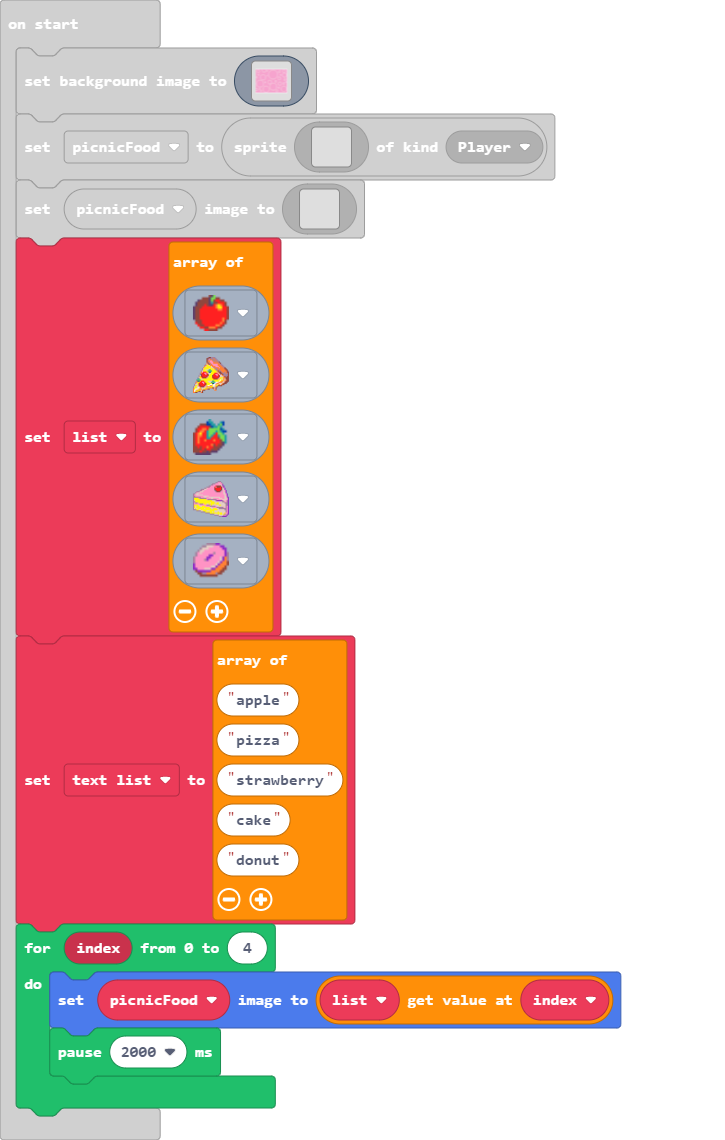 on start
set background image to
set picnicFood to sprite of kind Player
set picnicFood image to
array of
set list to
array of
"apple"
"pizza"
set text list to "strawberry"
"cake"
"donut"
for index from 0 to 4
do
set picnicFood image to list get value at index
pause 2000 ms